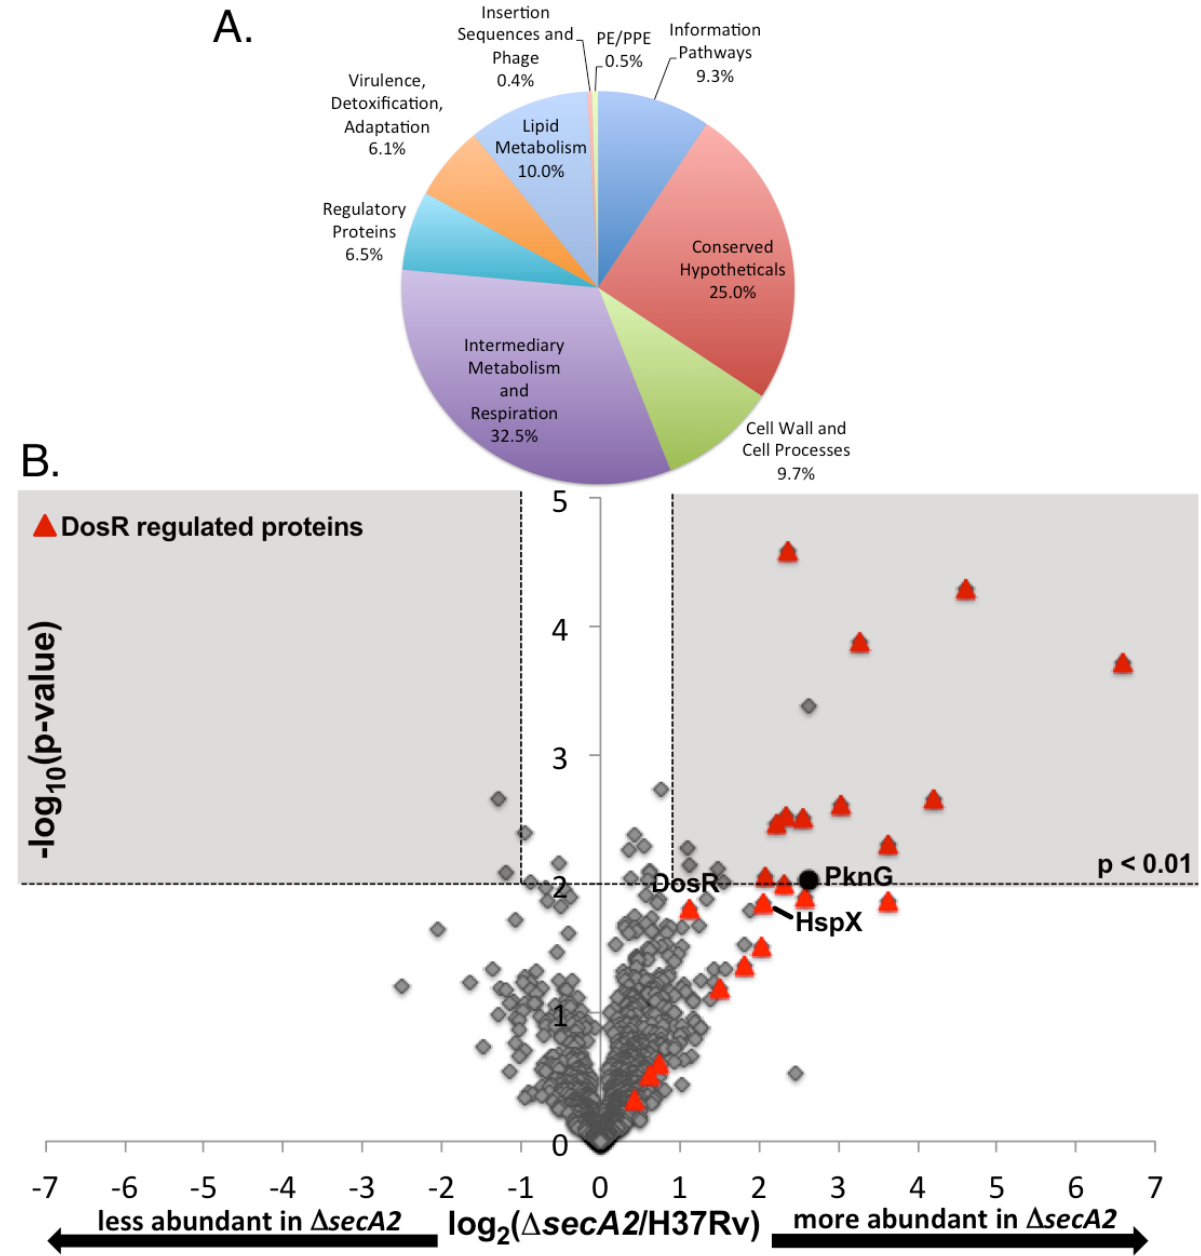 A.
Insertion
Sequences and
Phage
0.4%
PE/PPE
0.5%
Information
Pathways
9.3%
Virulence,
Detoxification,
Adaptation
6.1%
Lipid
Metabolism
10.0%
Regulatory
Proteins
6.5%
Conserved
Hypotheticals
25.0%
Intermediary
Metabolism
and
Respiration
32.5%
Cell Wall and
Cell Processes
9.7%
B.
DosR regulated proteins
-log10(p-value)
5
4
3
2
1
0
p < 0.01
DosR
PknG
HspX
-7 -6 -5 -4 -3 -2 -1 0 1 2 3 4 5 6 7
less abundant in ΔsecA2
log2(ΔsecA2/H37Rv)
more abundant in ΔsecA2